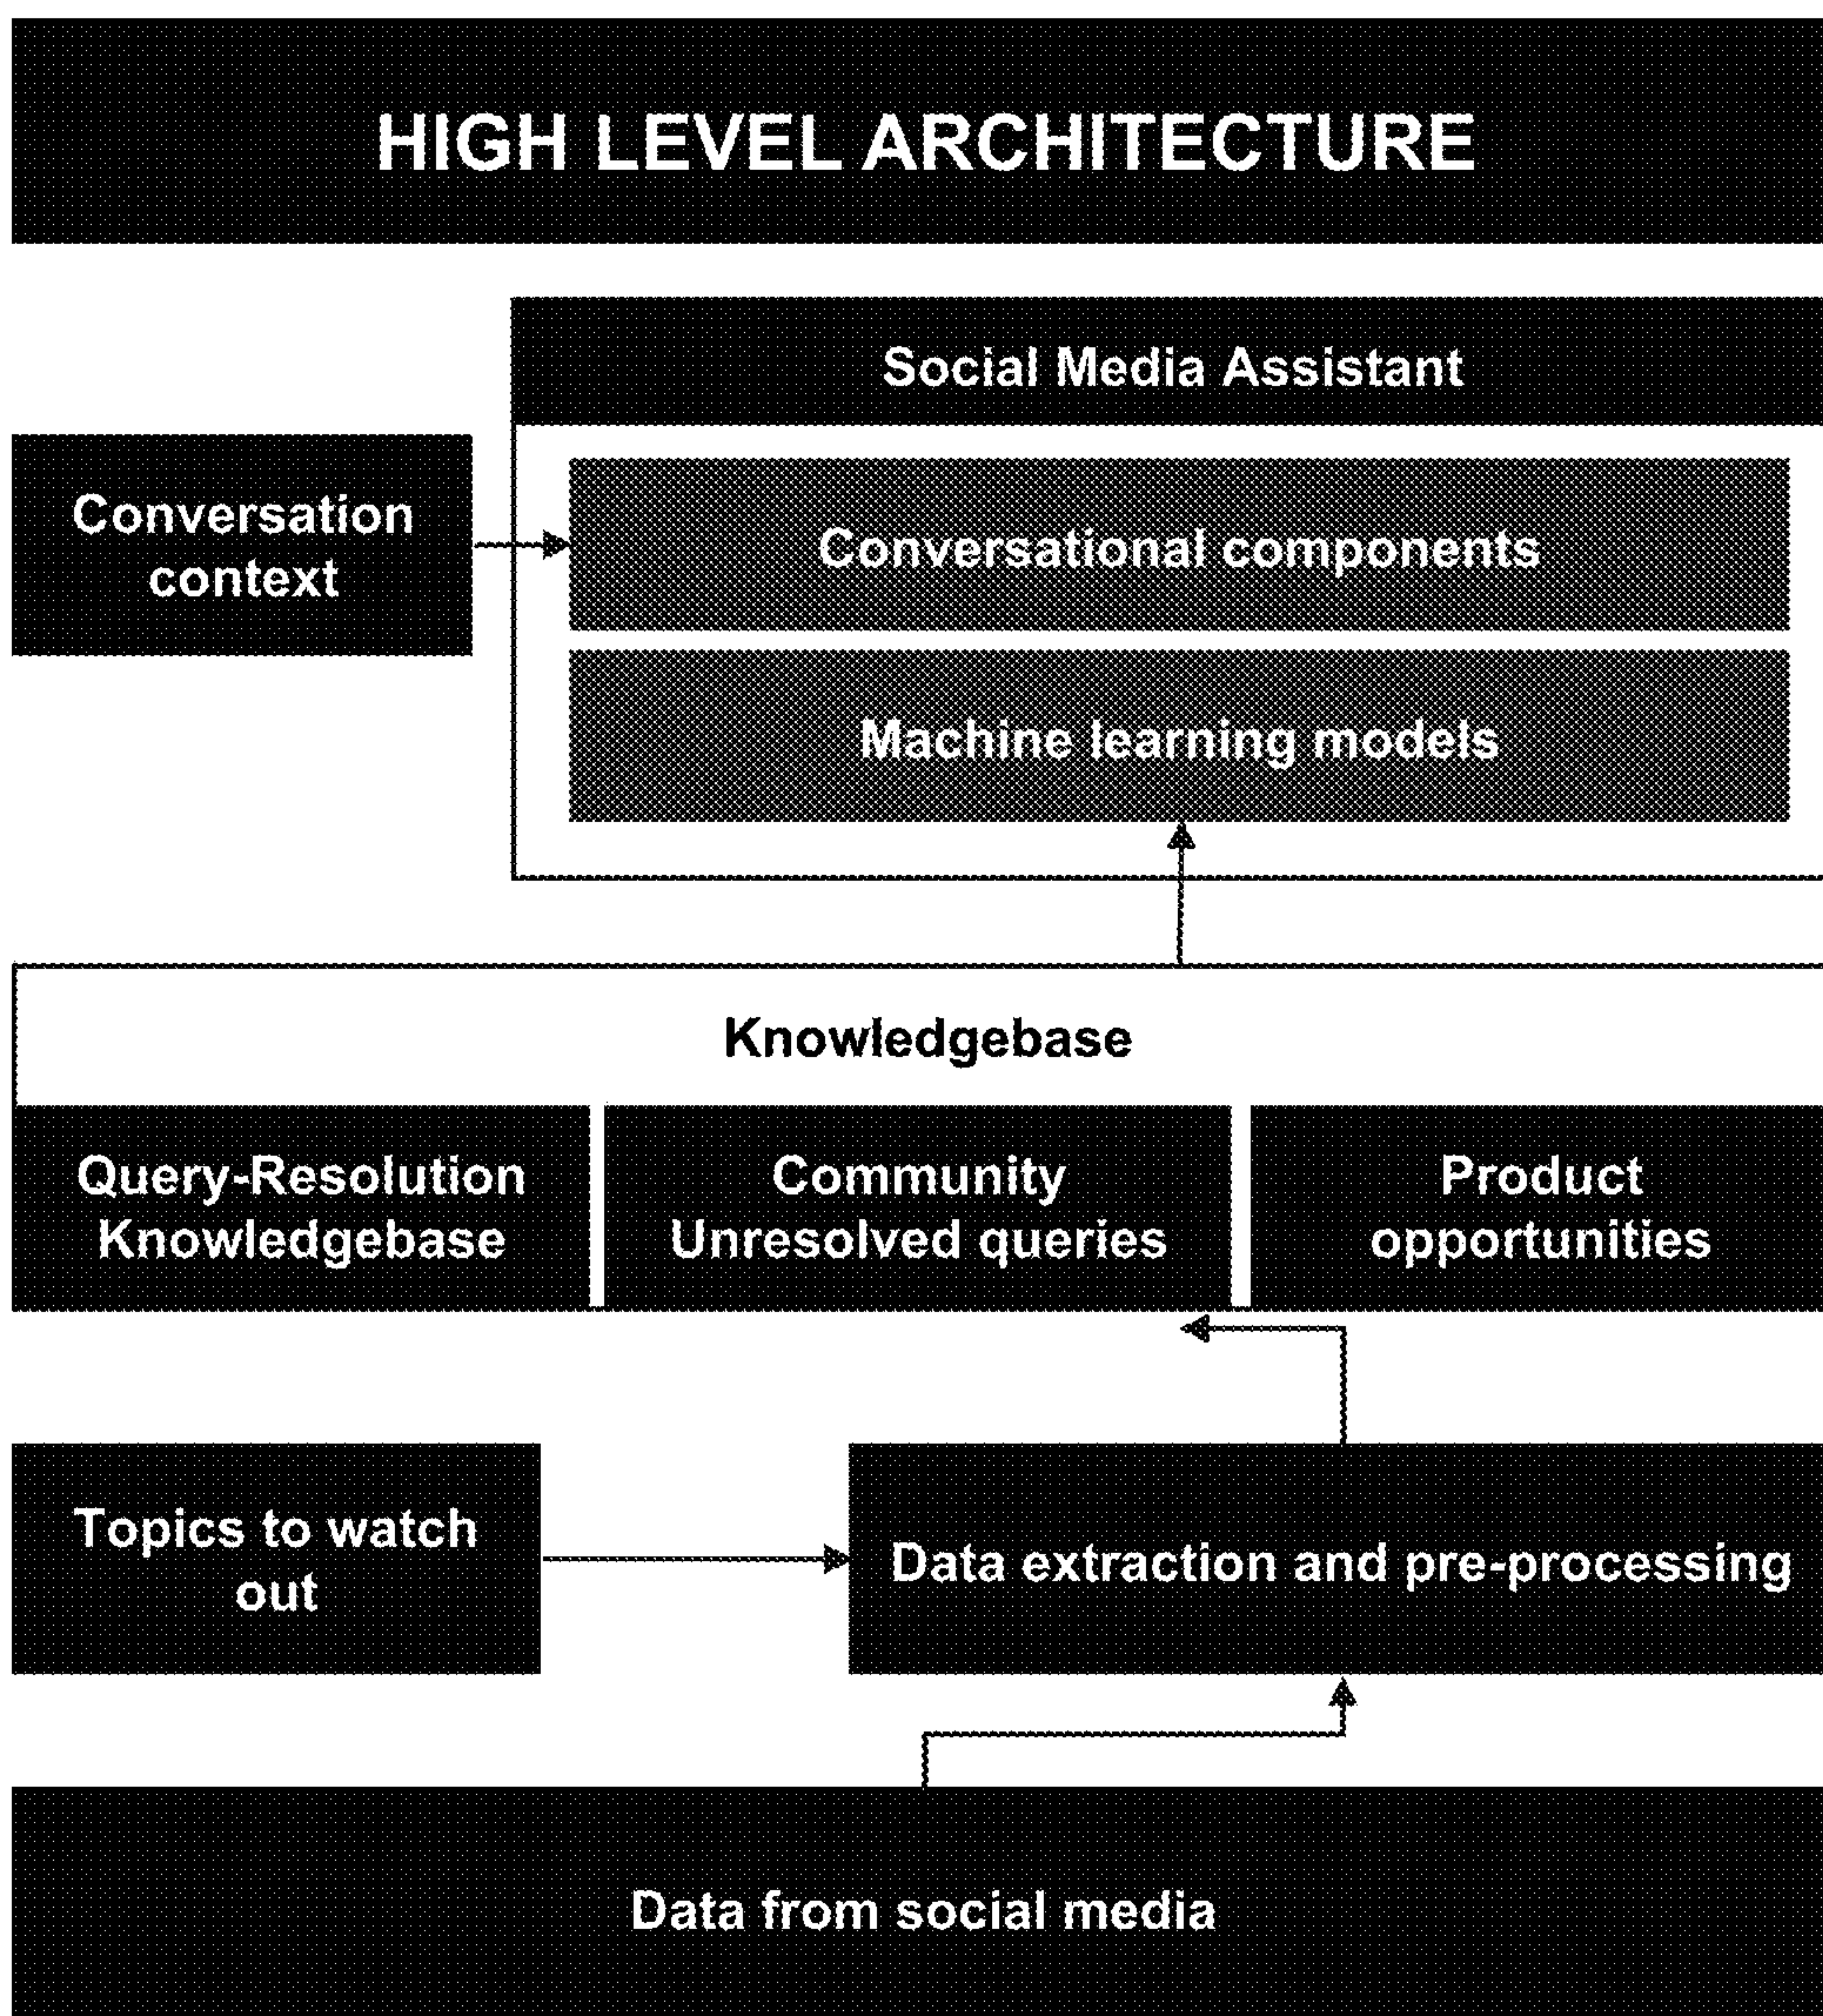 HIGH LEVEL ARCHITECTURE
Social Media Assistant
Conversation
context
Conversational components
Machine learning models
Knowledgebase
Query-Resolution
Knowledgebase
Community
Unresolved queries
Product
opportunities
Topics to watch
out
Data extraction and pre-processing
Data from social media